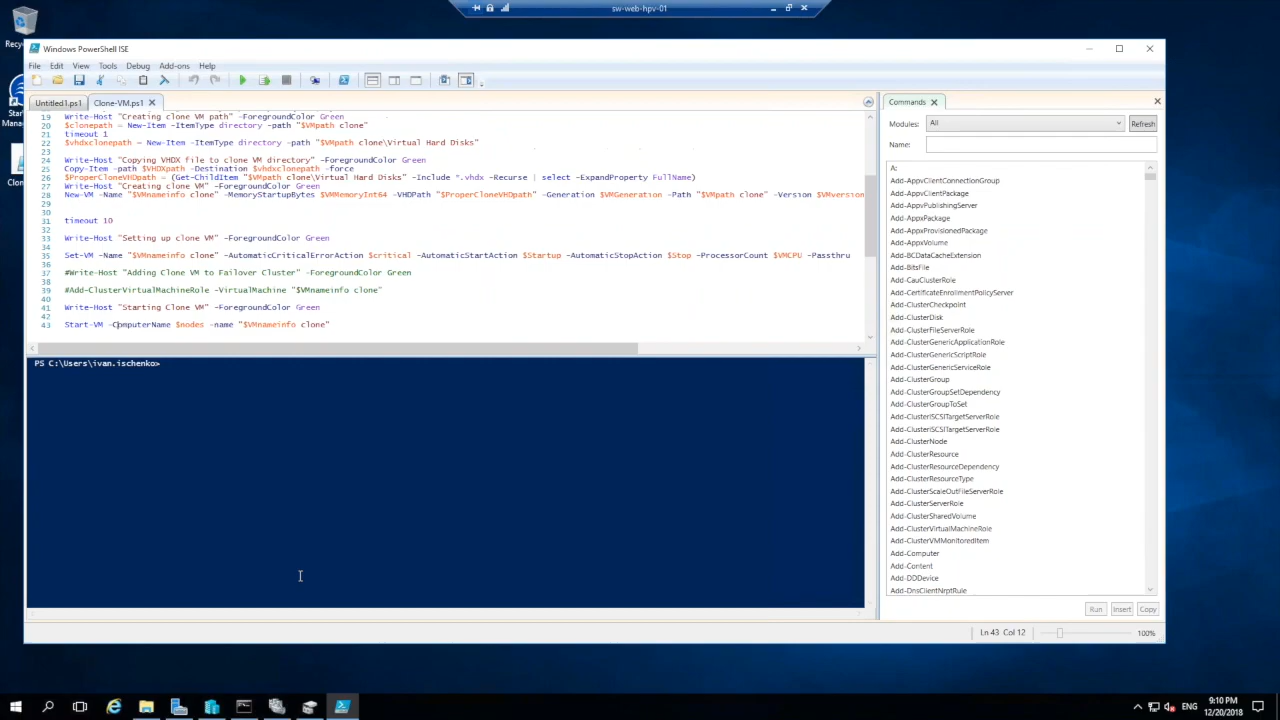 sw-web-hpv-01
Windows PowerShell ISE
File Edit View Tools Debug Add-ons Help
Untitled1.ps1 Clone-VM.ps1
19 Write-Host "Creating clone VM path" -ForegroundColor Green
20 $clonepath = New-Item -ItemType directory -path "$VMpath clone"
21 timeout 1
22 $vhdxclonepath = New-Item -ItemType directory -path "$VMpath clone\Virtual Hard Disks"
23
24 Write-Host "Copying VHDX file to clone VM directory" -ForegroundColor Green
25 Copy-Item -path $VHDXpath -Destination $vhdxclonepath -force
26 $ProperCloneVHDpath = (Get-ChildItem "$VMpath clone\Virtual Hard Disks" -Include *.vhdx -Recurse | select -ExpandProperty FullName)
27 Write-Host "Creating clone VM" -ForegroundColor Green
28 New-VM -Name "$VMnameinfo clone" -MemoryStartupBytes $VMMemoryInt64 -VHDPath "$ProperCloneVHDpath" -Generation $VMGeneration -Path "$VMpath clone" -Version $VMversion
29
30
31 timeout 10
32
33 Write-Host "Setting up clone VM" -ForegroundColor Green
34
35 Set-VM -Name "$VMnameinfo clone" -AutomaticCriticalErrorAction $critical -AutomaticStartAction $Startup -AutomaticStopAction $Stop -ProcessorCount $VMCPU -Passthru
36
37 #Write-Host "Adding Clone VM to Failover Cluster" -ForegroundColor Green
38
39 #Add-ClusterVirtualMachineRole -VirtualMachine "$VMnameinfo clone"
40
41 Write-Host "Starting Clone VM" -ForegroundColor Green
42
43 Start-VM -ComputerName $nodes -name "$VMnameinfo clone"
PS C:\Users\ivan.ischenko>
Commands
Modules: All Refresh
Name:
A:
Add-AppvClientConnectionGroup
Add-AppvClientPackage
Add-AppvPublishingServer
Add-AppxPackage
Add-AppxProvisionedPackage
Add-AppxVolume
Add-BCDataCacheExtension
Add-BitsFile
Add-CauClusterRole
Add-CertificateEnrollmentPolicyServer
Add-ClusterCheckpoint
Add-ClusterDisk
Add-ClusterFileServerRole
Add-ClusterGenericApplicationRole
Add-ClusterGenericScriptRole
Add-ClusterGenericServiceRole
Add-ClusterGroup
Add-ClusterGroupSetDependency
Add-ClusterGroupToSet
Add-ClusteriSCSITargetServerRole
Add-ClusteriSCSITargetServerRole
Add-ClusterNode
Add-ClusterResource
Add-ClusterResourceDependency
Add-ClusterResourceType
Add-ClusterScaleOutFileServerRole
Add-ClusterServerRole
Add-ClusterSharedVolume
Add-ClusterVirtualMachineRole
Add-ClusterVMMonitoredItem
Add-Computer
Add-Content
Add-DDDevice
Add-DnsClientNrptRule
Run Insert Copy
Ln 43 Col 12 100%
ENG 9:10 PM
12/20/2018